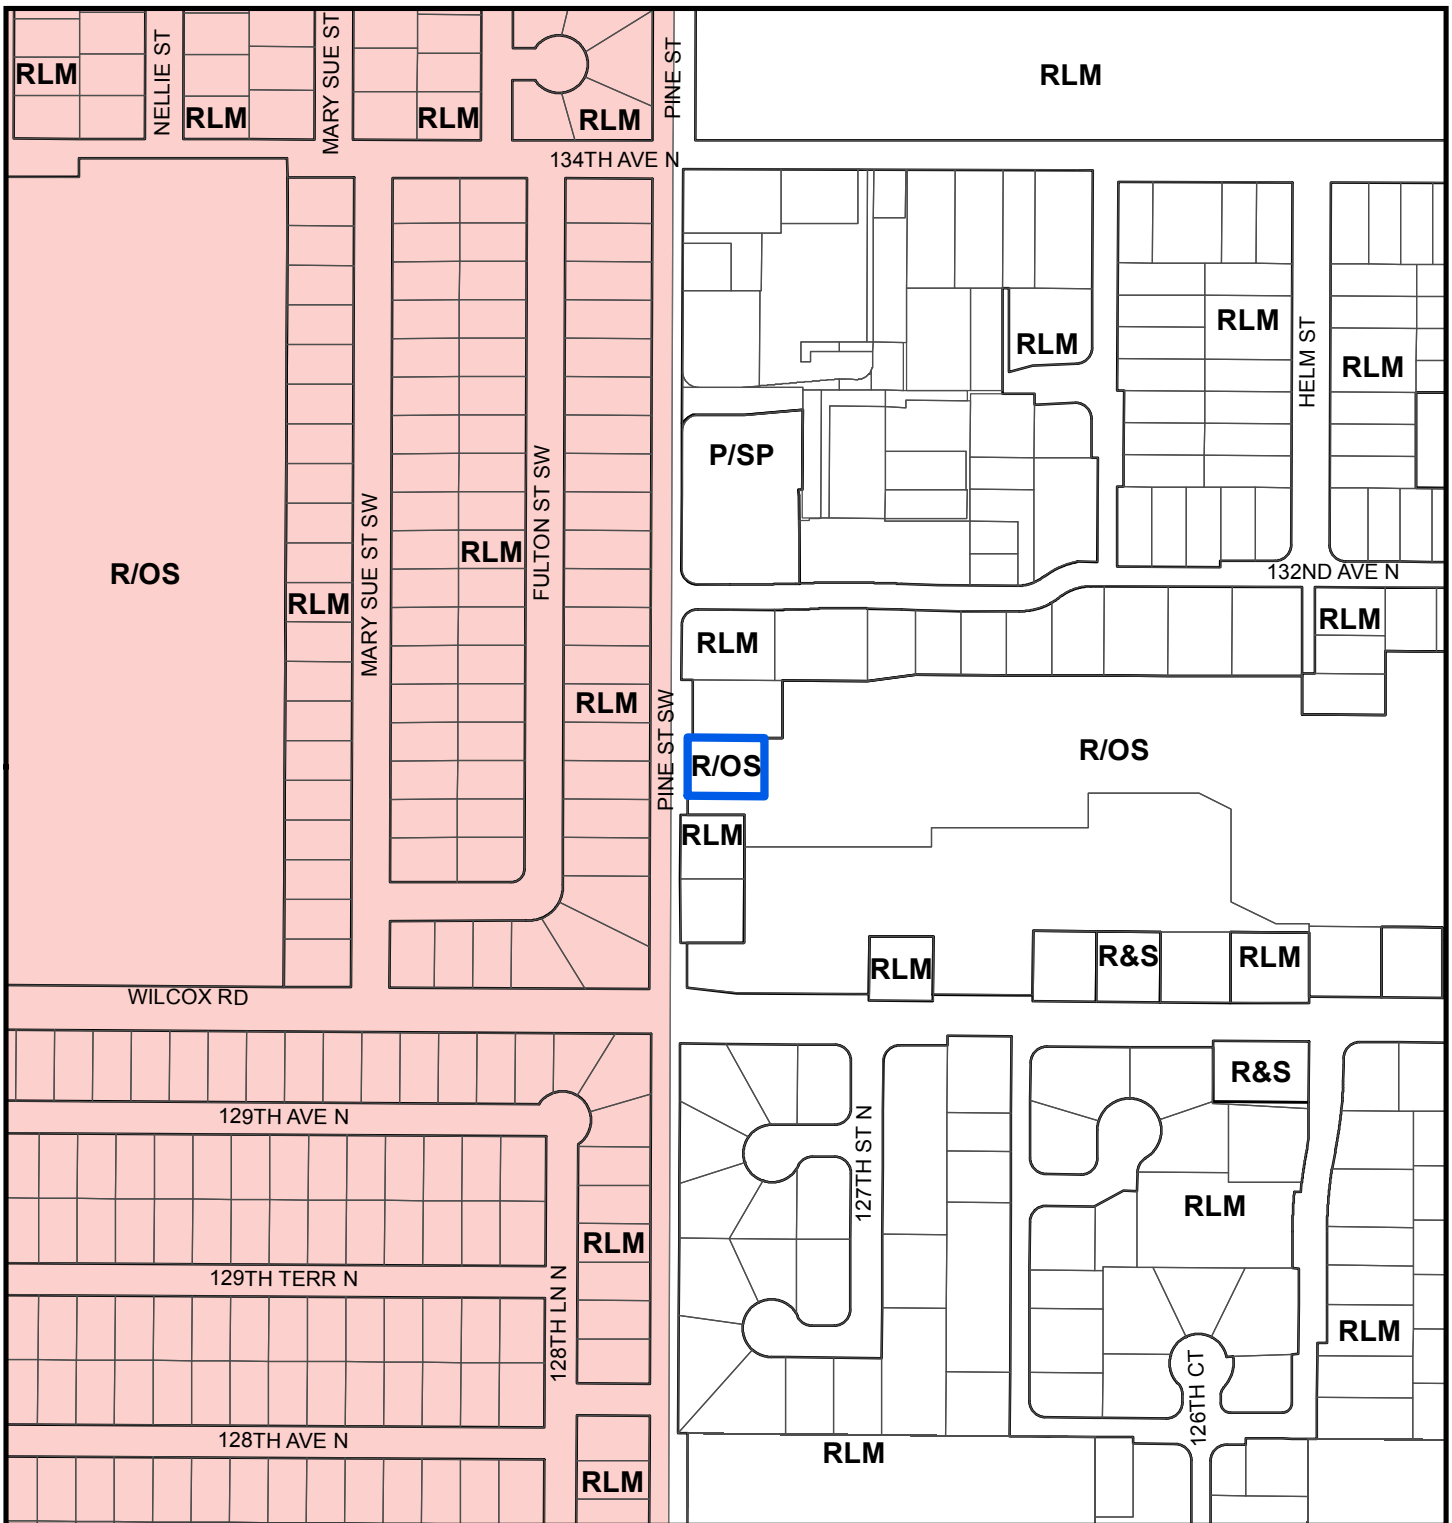 RLM
NELLIE ST
RLM
MARY SUE ST
RLM
RLM
PINE ST
RLM
134TH AVE N
RLM
RLM
HELM ST
RLM
P/SP
R/OS
RLM
MARY SUE ST SW
RLM
FULTON ST SW
132ND AVE N
RLM
RLM
RLM
PINE ST SW
R/OS
R/OS
RLM
RLM
R&S
RLM
WILCOX RD
R&S
129TH AVE N
127TH ST N
RLM
RLM
129TH TERR N
128TH LN N
RLM
126TH CT
128TH AVE N
RLM
RLM